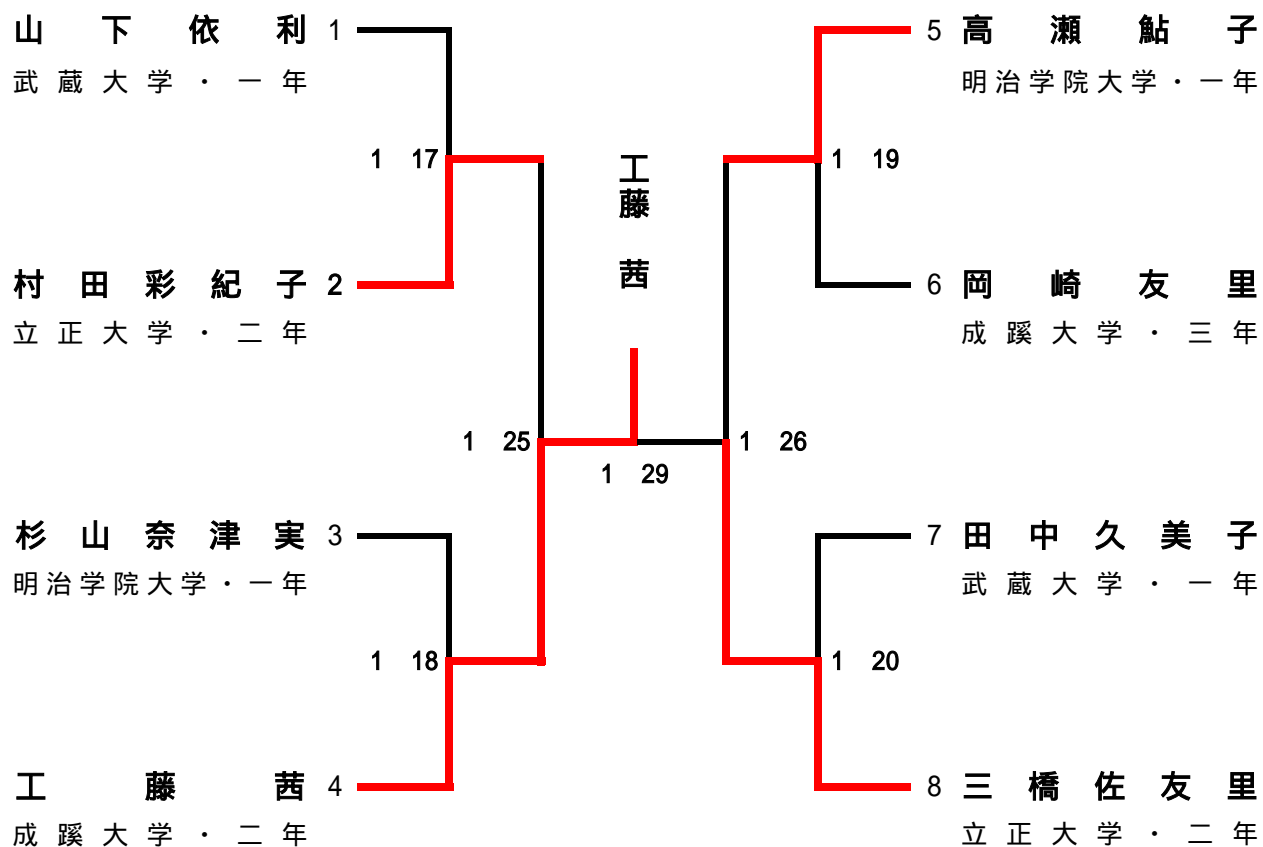 山下依利 1
武蔵大学・一年
1 17
村田彩紀子 2
立正大学・二年
1 25
杉山奈津実 3
明治学院大学・一年
1 18
工藤茜 4
成蹊大学・二年
工藤 茜
1 29
5 高瀬鮎子
明治学院大学・一年
1 19
6 岡崎友里
成蹊大学・三年
1 26
7 田中久美子
武蔵大学・一年
1 20
8 三橋佐友里
立正大学・二年